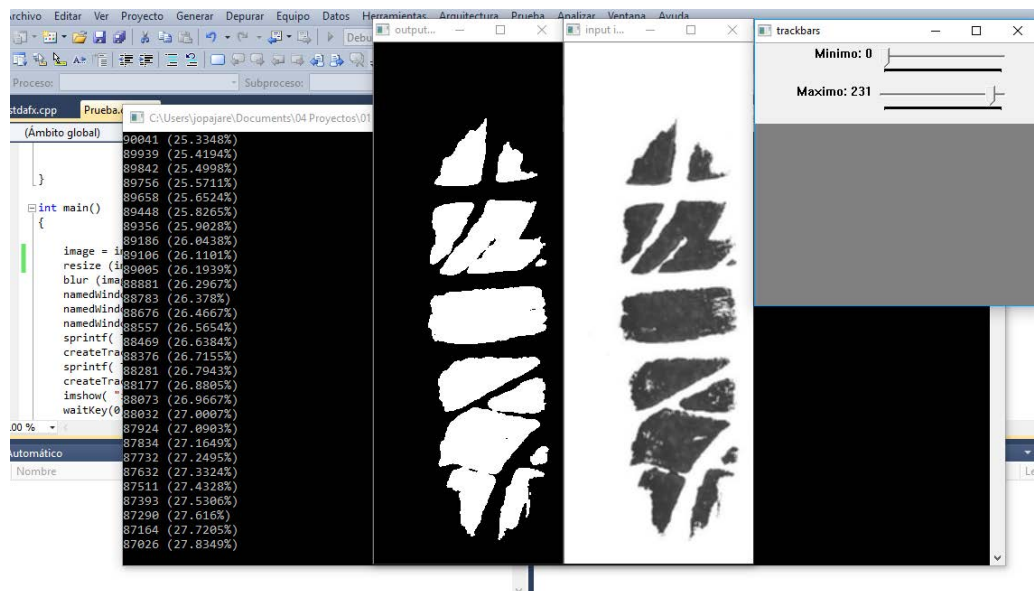 Archivo Editar Ver Proyecto Generar Depurar Equipo Datos Herramientas Arquitectura Prueba Analizar Ventana Ayuda
Debu
Proceso: Subproceso:
stdafx.cpp Prueba.
(Ámbito global)
}
int main()
{
image = i
resize (i
blur (ima
namedWind
namedWind
namedWind
sprintf(
createTra
sprintf(
createTra
imshow( "
waitKey(0
00 %
Automático
Nombre
C:\Users\jopajare\Documents\04 Proyectos\01
90041 (25.3348%)
89939 (25.4194%)
89842 (25.4998%)
89756 (25.5711%)
89658 (25.6524%)
89448 (25.8265%)
89356 (25.9028%)
89186 (26.0438%)
89106 (26.1101%)
89005 (26.1939%)
88881 (26.2967%)
88783 (26.378%)
88676 (26.4667%)
88557 (26.5654%)
88469 (26.6384%)
88376 (26.7155%)
88281 (26.7943%)
88177 (26.8805%)
88073 (26.9667%)
88032 (27.0007%)
87924 (27.0903%)
87834 (27.1649%)
87732 (27.2495%)
87632 (27.3324%)
87511 (27.4328%)
87393 (27.5306%)
87290 (27.616%)
87164 (27.7205%)
87026 (27.8349%)
output...
input i...
trackbars
Minimo: 0
Maximo: 231